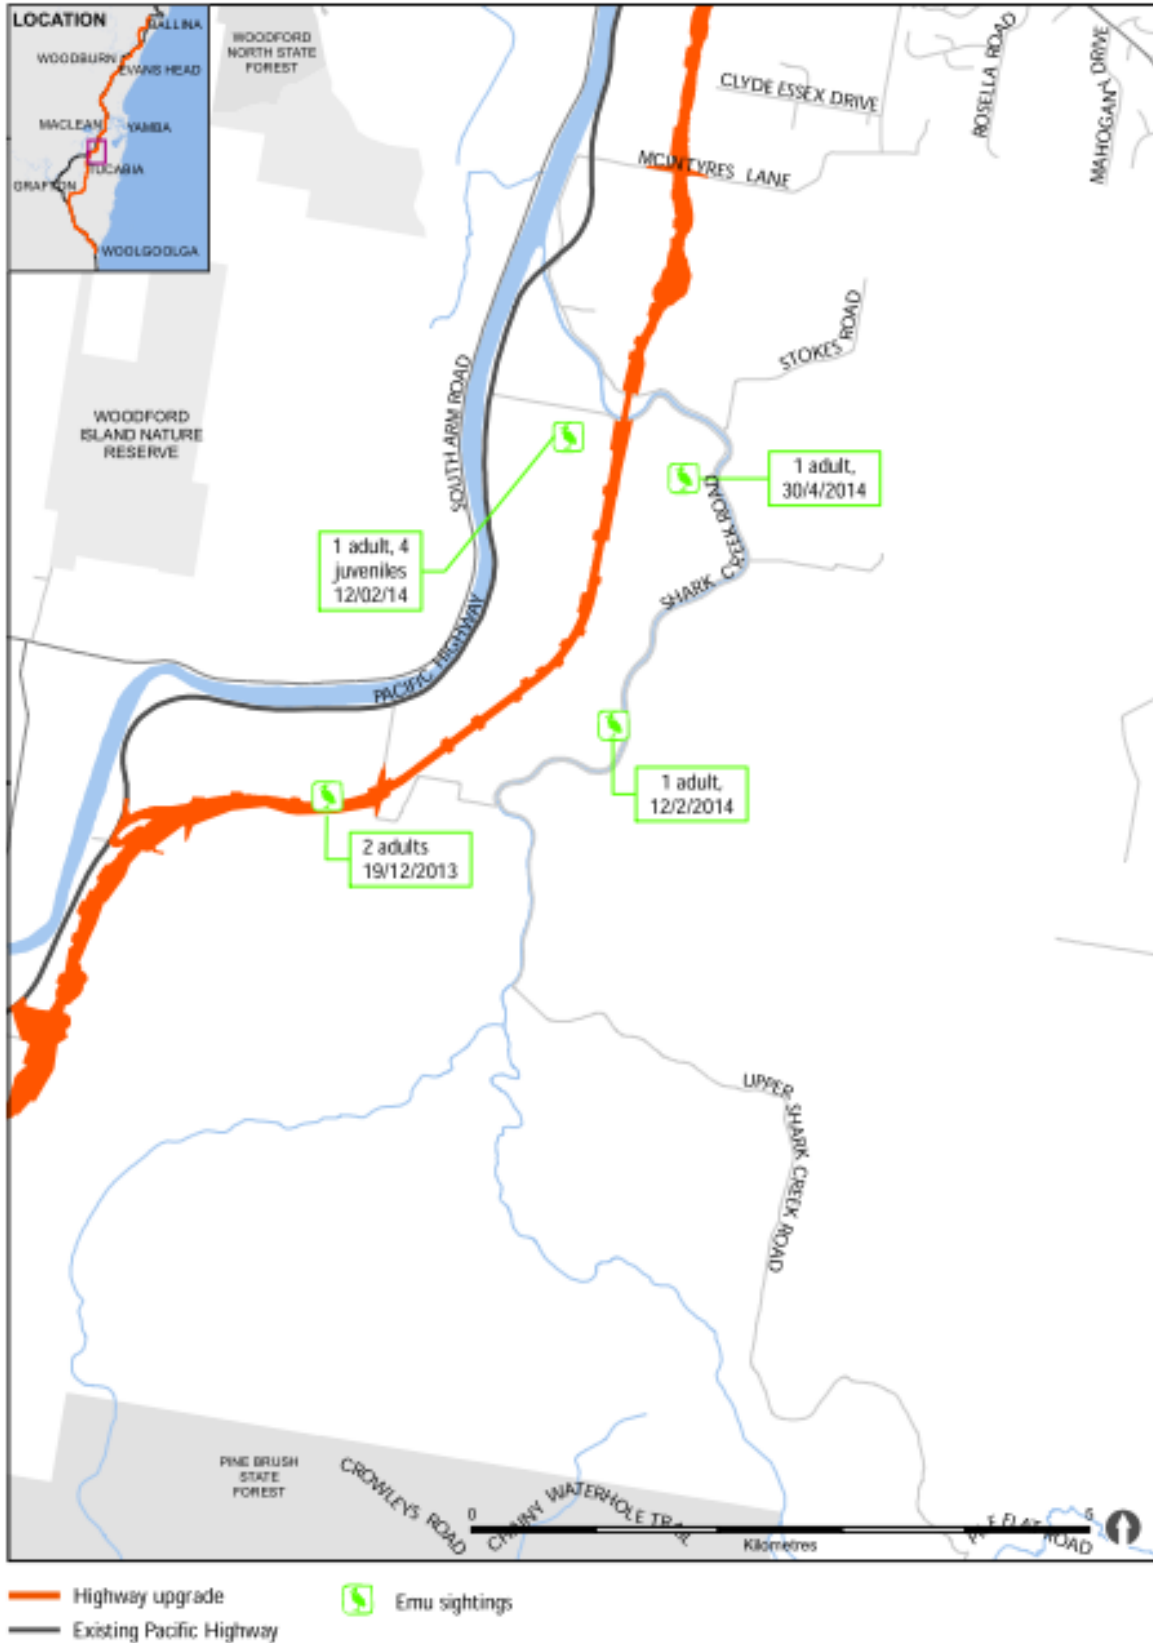 LOCATION
BALLINA
WOODBURN
EVANS HEAD
MACLEAN
YAMBA
TUCABIA
GRAFTON
WOOLGOOLGA
WOODFORD
NORTH STATE
FOREST
CLYDE ESSEX DRIVE
ROSELLA ROAD
MAHOGANY DRIVE
MCINTYRES LANE
STOKES ROAD
SOUTH ARM ROAD
WOODFORD
ISLAND NATURE
RESERVE
1 adult,
30/4/2014
1 adult, 4
juveniles
12/02/14
SHARK CREEK ROAD
PACIFIC HIGHWAY
1 adult,
12/2/2014
2 adults
19/12/2013
UPPER SHARK CREEK ROAD
PINE BRUSH
STATE
FOREST
CROWLEYS ROAD
WATERHOLE TRAIL
FLAT ROAD
0 5
Kilometres
Highway upgrade
Emu sightings
Existing Pacific Highway